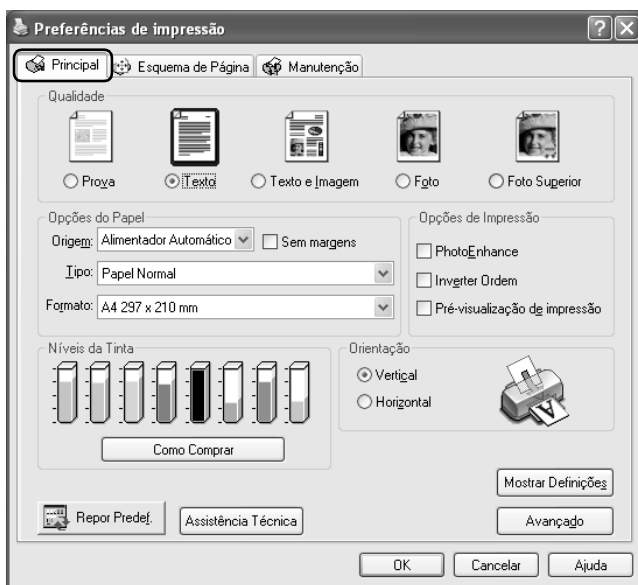 Preferências de impressão
Principal
Esquema de Página
Manutenção
Qualidade
Prova
Texto
Texto e Imagem
Foto
Foto Superior
Opções do Papel
Origem: Alimentador Automático
Sem margens
Tipo: Papel Normal
Formato: A4 297 x 210 mm
Opções de Impressão
PhotoEnhance
Inverter Ordem
Pré-visualização de impressão
Níveis da Tinta
Como Comprar
Orientação
Vertical
Horizontal
A
Mostrar Definições
Repor Predef.
Assistência Técnica
Avançado
OK
Cancelar
Ajuda